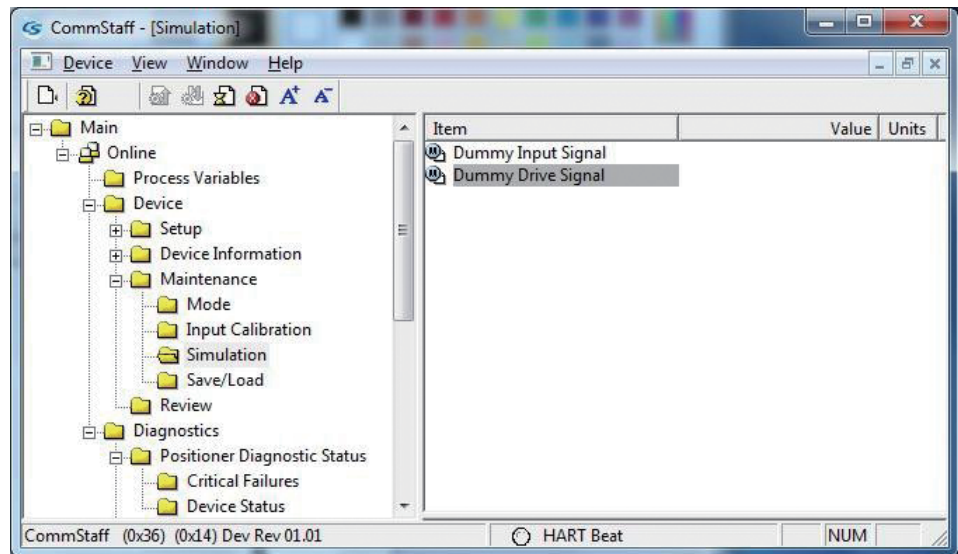 CommStaff - [Simulation]
Device View Window Help
A+ A-
Main
Online
Process Variables
Device
Setup
Device Information
Maintenance
Mode
Input Calibration
Simulation
Save/Load
Review
Diagnostics
Positioner Diagnostic Status
Critical Failures
Device Status
Item Value Units
Dummy Input Signal
Dummy Drive Signal
CommStaff (0x36) (0x14) Dev Rev 01.01 HART Beat NUM